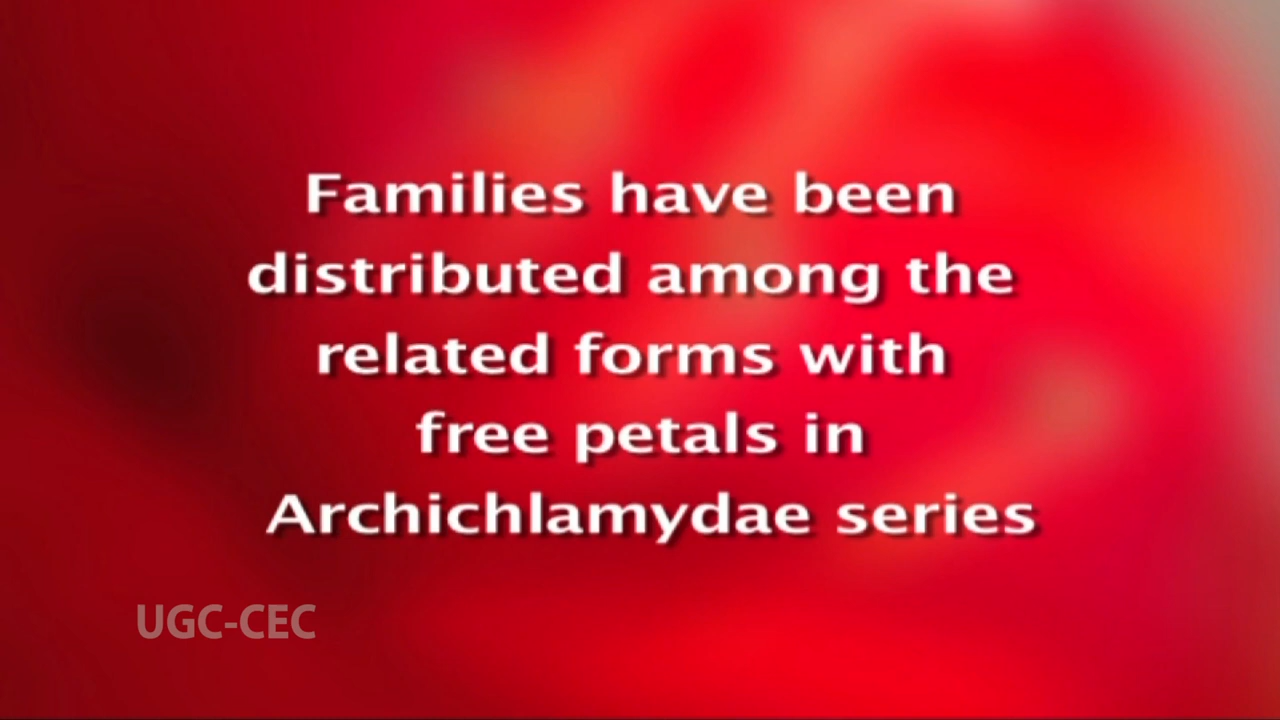 Families have been
distributed among the
related forms with
free petals in
Archichlamydae series
UGC-CEC